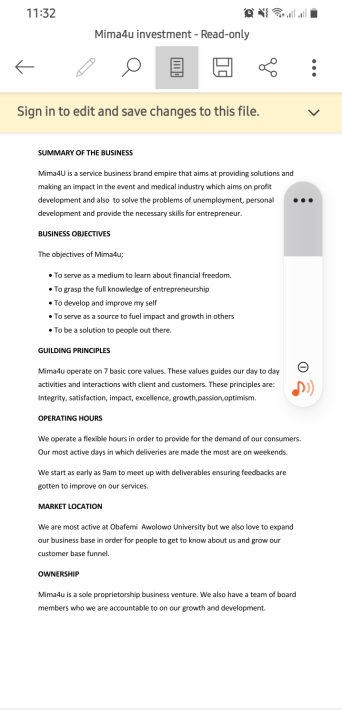 11:32
Mima4u investment - Read-only
Sign in to edit and save changes to this file.
SUMMARY OF THE BUSINESS
Mima4U is a service business brand empire that aims at providing solutions and
making an impact in the event and medical industry which aims on profit
development and also to solve the problems of unemployment, personal
development and provide the necessary skills for entrepreneur.
BUSINESS OBJECTIVES
The objectives of Mima4u;
• To serve as a medium to learn about financial freedom.
• To grasp the full knowledge of entrepreneurship
• To develop and improve my self
• To serve as a source to fuel impact and growth in others
• To be a solution to people out there.
GUILDING PRINCIPLES
Mima4u operate on 7 basic core values. These values guides our day to day
activities and interactions with client and customers. These principles are:
Integrity, satisfaction, impact, excellence, growth,passion,optimism.
OPERATING HOURS
We operate a flexible hours in order to provide for the demand of our consumers.
Our most active days in which deliveries are made the most are on weekends.
We start as early as 9am to meet up with deliverables ensuring feedbacks are
gotten to improve on our services.
MARKET LOCATION
We are most active at Obafemi Awolowo University but we also love to expand
our business base in order for people to get to know about us and grow our
customer base funnel.
OWNERSHIP
Mima4u is a sole proprietorship business venture. We also have a team of board
members who we are accountable to on our growth and development.